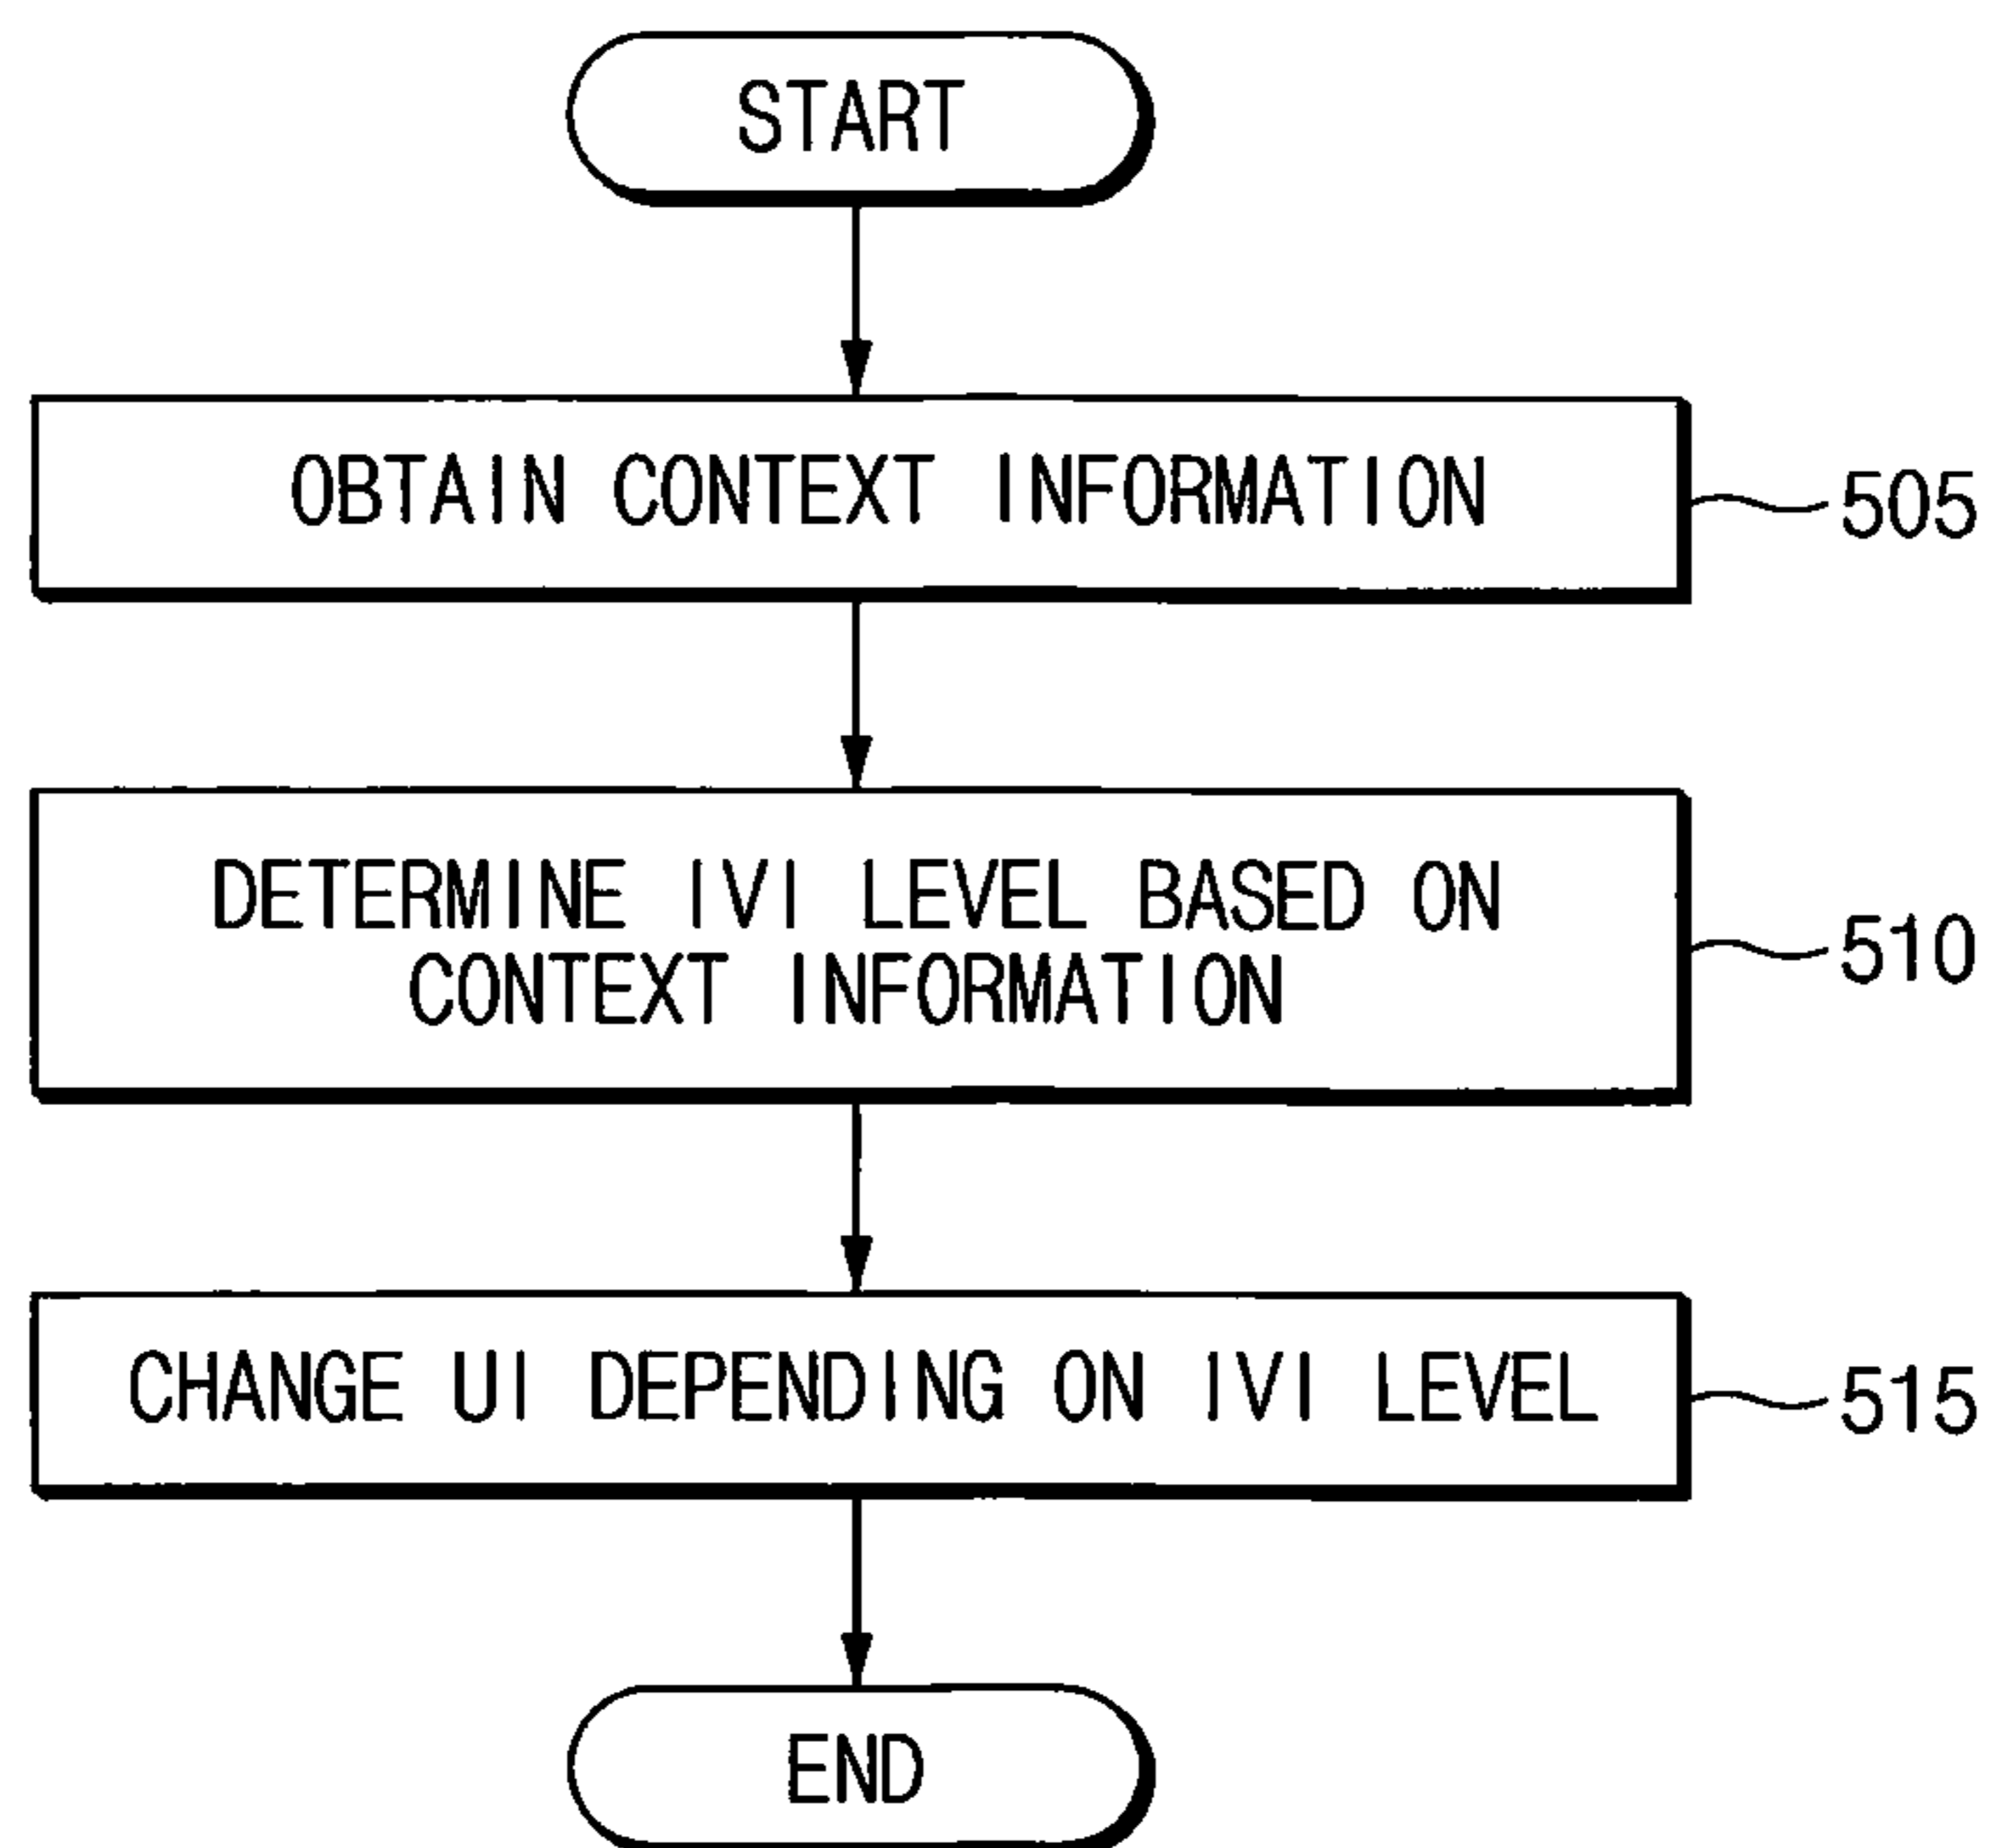 START
OBTAIN CONTEXT INFORMATION
505
DETERMINE IVI LEVEL BASED ON
CONTEXT INFORMATION
510
CHANGE UI DEPENDING ON IVI LEVEL
515
END